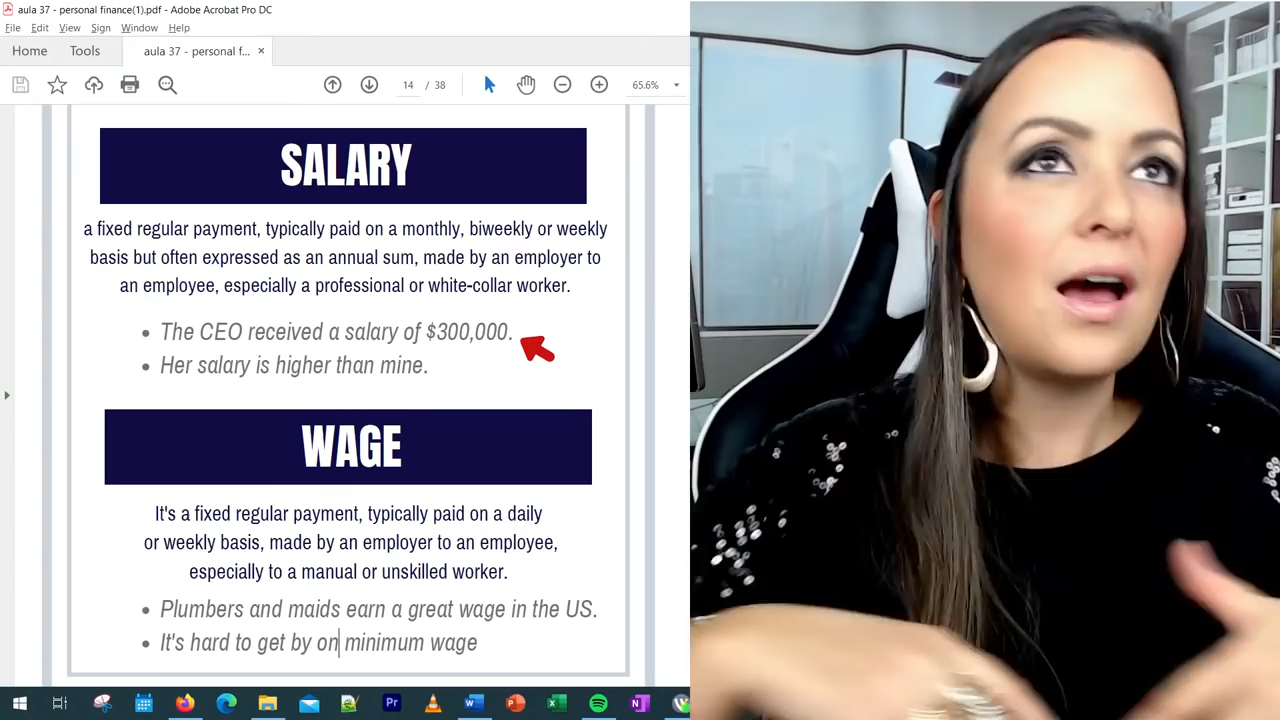 aula 37 - personal finance(1).pdf - Adobe Acrobat Pro DC
File Edit View Sign Window Help
Home Tools aula 37 - personal f... ×
14 / 38 65.6%
SALARY
a fixed regular payment, typically paid on a monthly, biweekly or weekly
basis but often expressed as an annual sum, made by an employer to
an employee, especially a professional or white-collar worker.
• The CEO received a salary of $300,000.
• Her salary is higher than mine.
WAGE
It's a fixed regular payment, typically paid on a daily
or weekly basis, made by an employer to an employee,
especially to a manual or unskilled worker.
• Plumbers and maids earn a great wage in the US.
• It's hard to get by on minimum wage